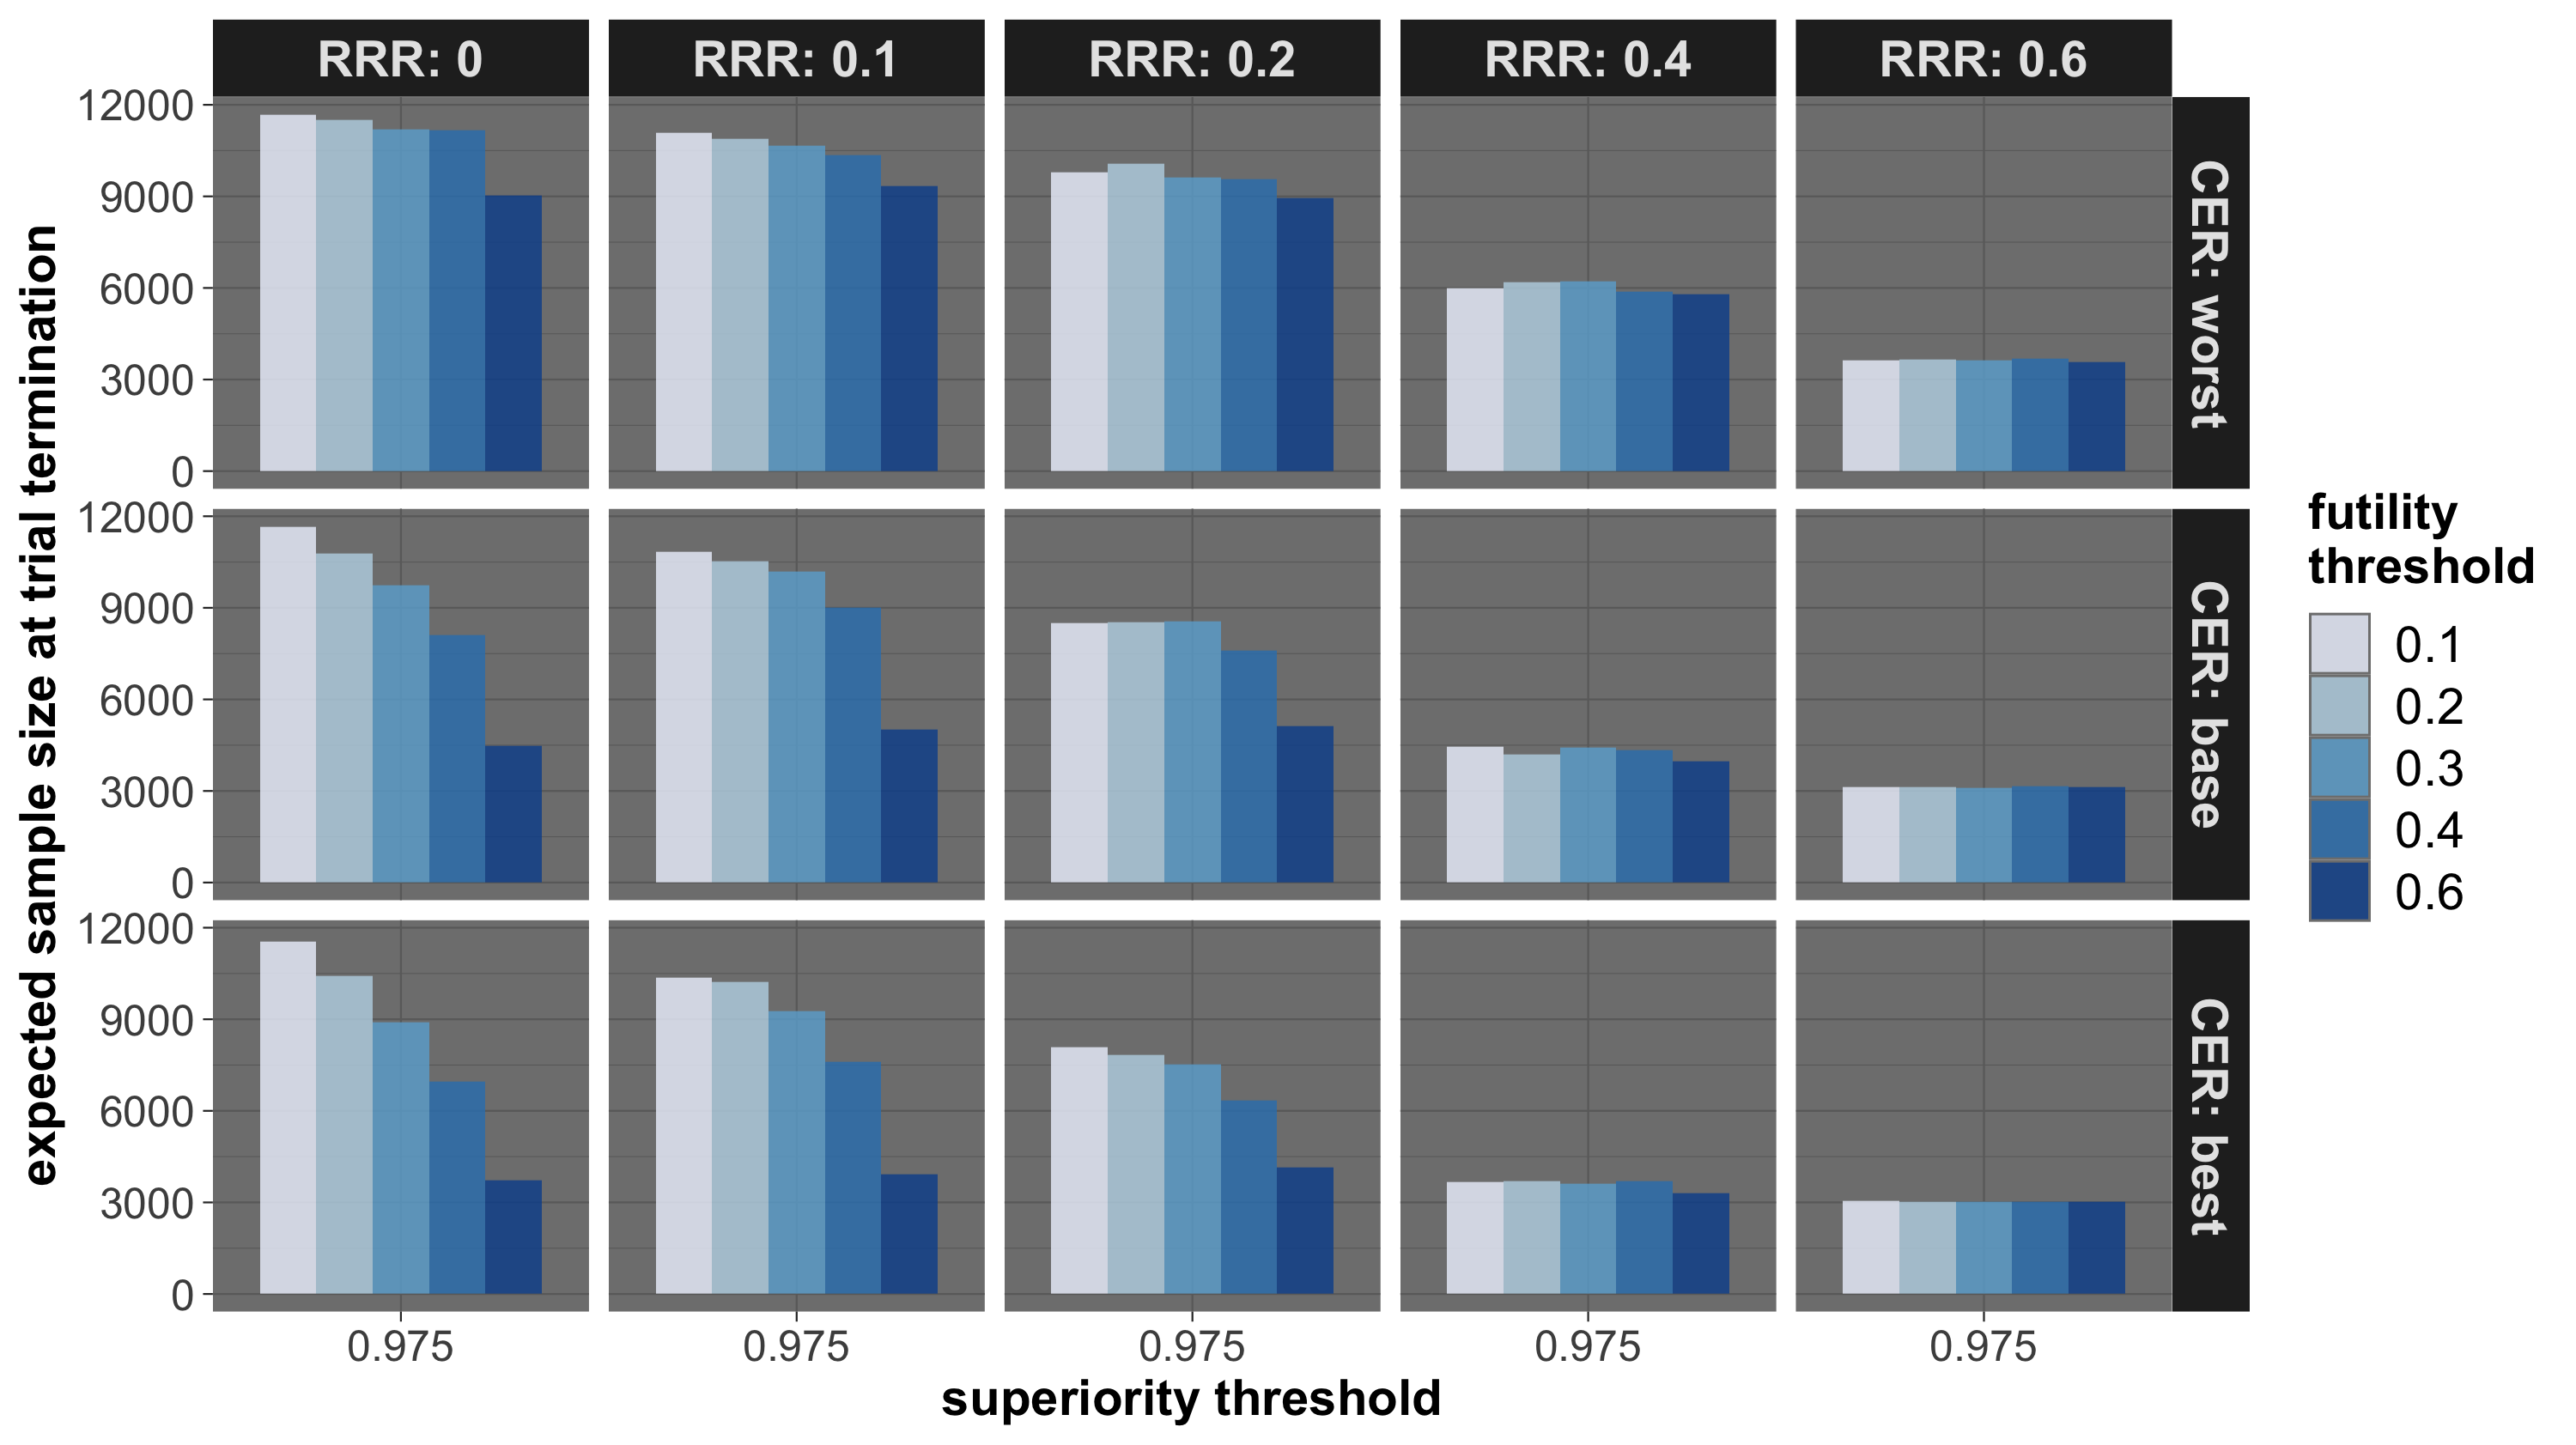 RRR: 0
RRR: 0.1
RRR: 0.2
RRR: 0.4
RRR: 0.6
expected sample size at trial termination
12000
9000
6000
3000
0
CER: worst
12000
9000
6000
3000
0
CER: base
12000
9000
6000
3000
0
CER: best
0.975
0.975
0.975
0.975
0.975
superiority threshold
futility
threshold
0.1
0.2
0.3
0.4
0.6